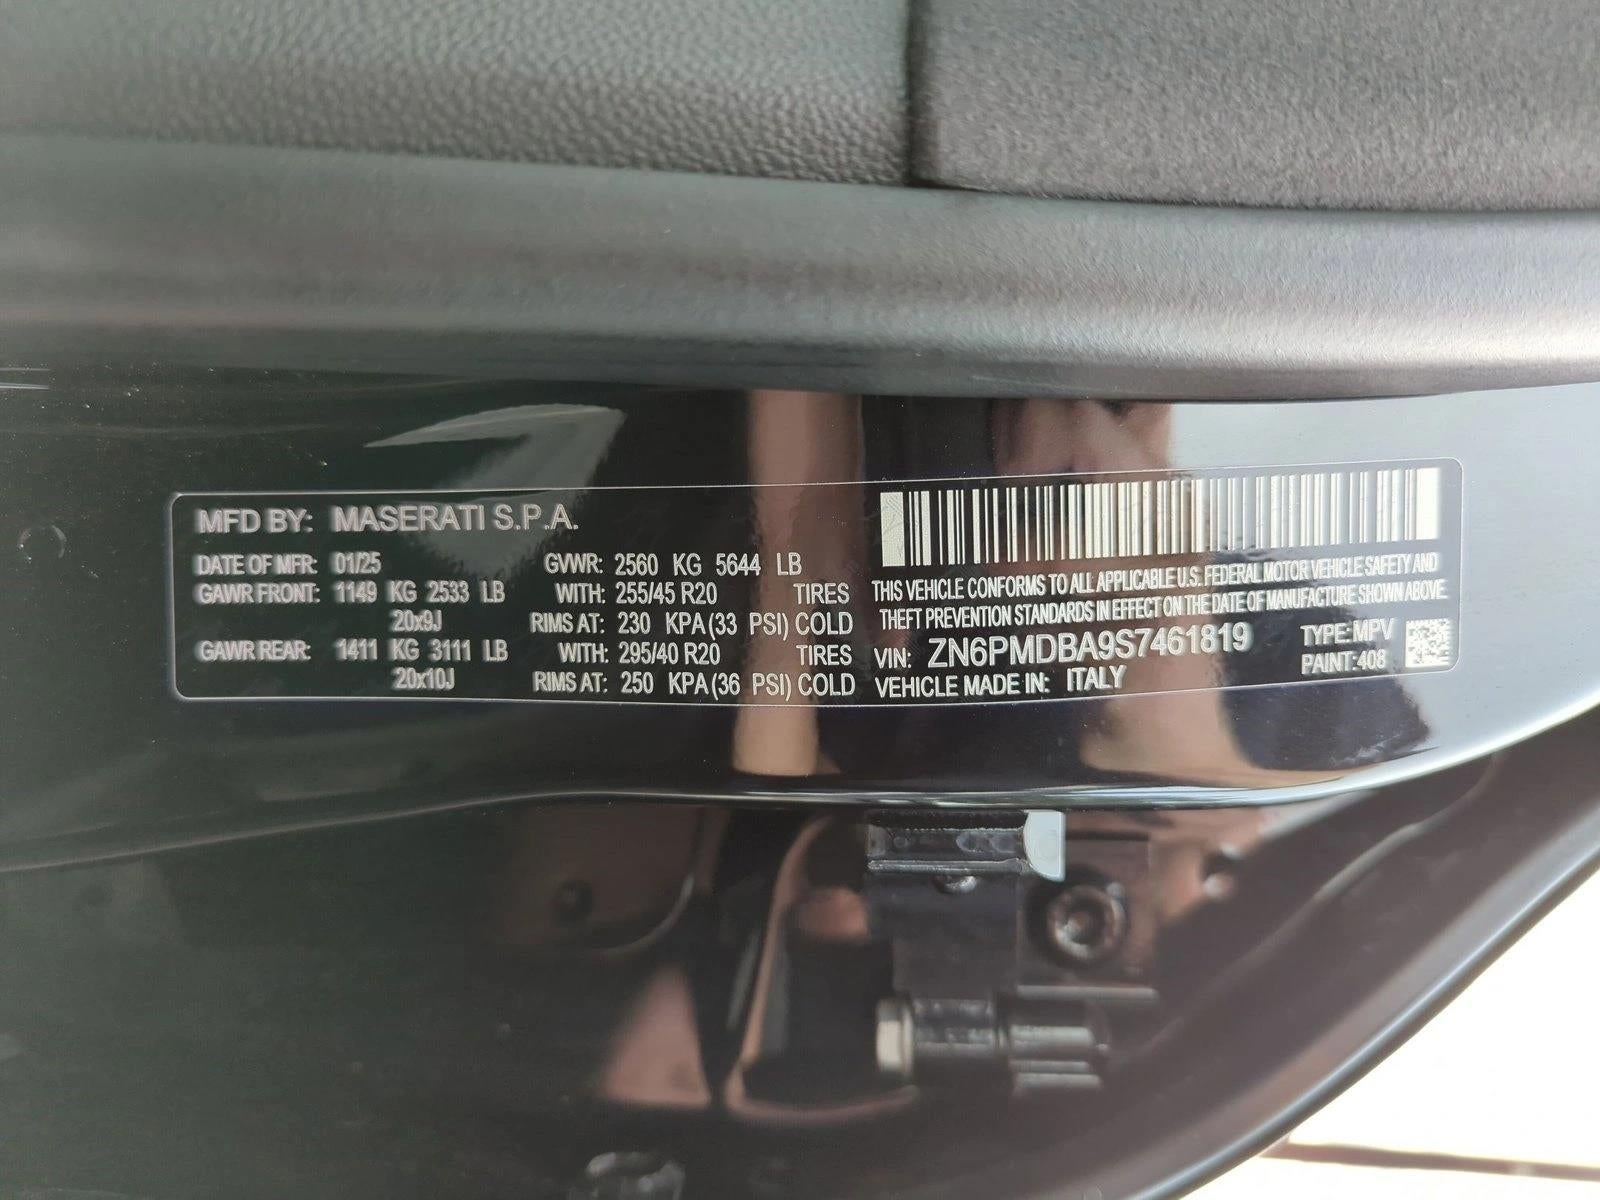 MFD BY: MASERATI S.P.A.
DATE OF MFR: 01/25 GVWR: 2560 KG 5644 LB
GAWR FRONT: 1149 KG 2533 LB WITH: 255/45 R20 TIRES
20x9J RIMS AT: 230 KPA(33 PSI) COLD
GAWR REAR: 1411 KG 3111 LB WITH: 295/40 R20 TIRES
20x10J RIMS AT: 250 KPA(36 PSI) COLD
THIS VEHICLE CONFORMS TO ALL APPLICABLE U.S. FEDERAL MOTOR VEHICLE SAFETY AND
THEFT PREVENTION STANDARDS IN EFFECT ON THE DATE OF MANUFACTURE SHOWN ABOVE.
VIN: ZN6PMDBA9S7461819 TYPE: MPV
VEHICLE MADE IN: ITALY PAINT: 408